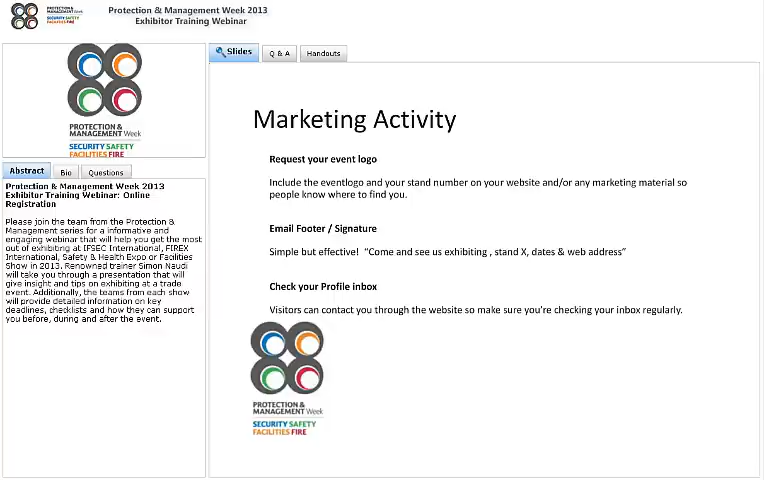 PROTECTION &
MANAGEMENT Week
SECURITY SAFETY
FACILITIES FIRE
Protection & Management Week 2013
Exhibitor Training Webinar
Slides
Q & A
Handouts
PROTECTION &
MANAGEMENT Week
SECURITY SAFETY
FACILITIES FIRE
Abstract
Bio
Questions
Protection & Management Week 2013
Exhibitor Training Webinar: Online
Registration
Please join the team from the Protection &
Management series for a informative and
engaging webinar that will help you get the most
out of exhibiting at IFSEC International, FIREX
International, Safety & Health Expo or Facilities
Show in 2013. Renowned trainer Simon Naudi
will take you through a presentation that will
give insight and tips on exhibiting at a trade
event. Additionally, the teams from each show
will provide detailed information on key
deadlines, checklists and how they can support
you before, during and after the event.
Marketing Activity
Request your event logo
Include the eventlogo and your stand number on your website and/or any marketing material so
people know where to find you.
Email Footer / Signature
Simple but effective! “Come and see us exhibiting , stand X, dates & web address”
Check your Profile inbox
Visitors can contact you through the website so make sure you’re checking your inbox regularly.
PROTECTION &
MANAGEMENT Week
SECURITY SAFETY
FACILITIES FIRE